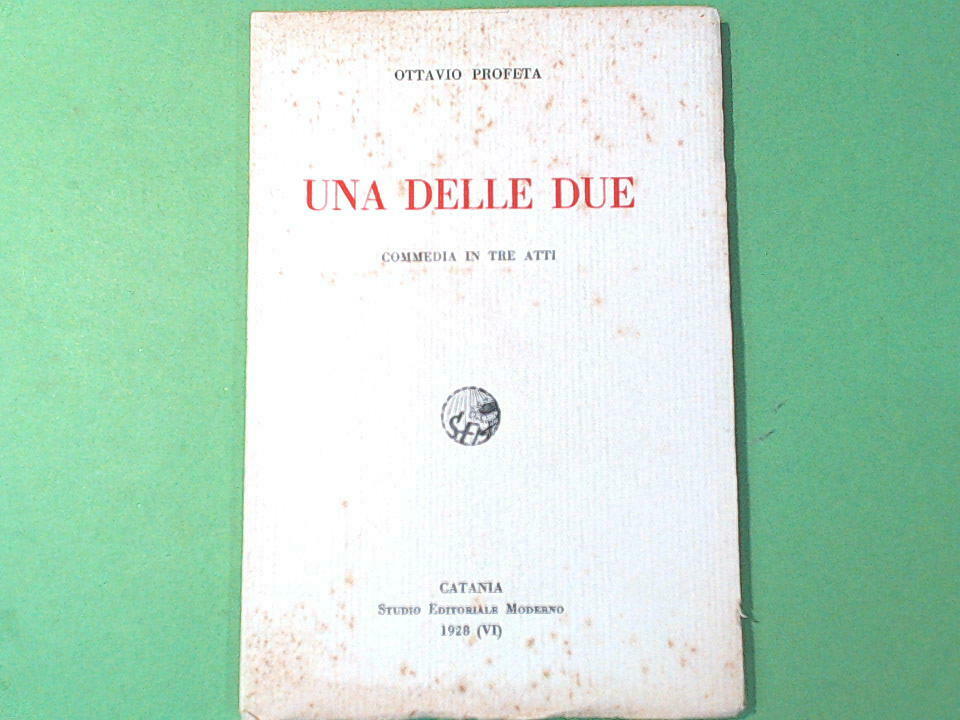 OTTAVIO PROFETA
UNA DELLE DUE
COMMEDIA IN TRE ATTI
SEM
CATANIA
STUDIO EDITORIALE MODERNO
1928 (VI)